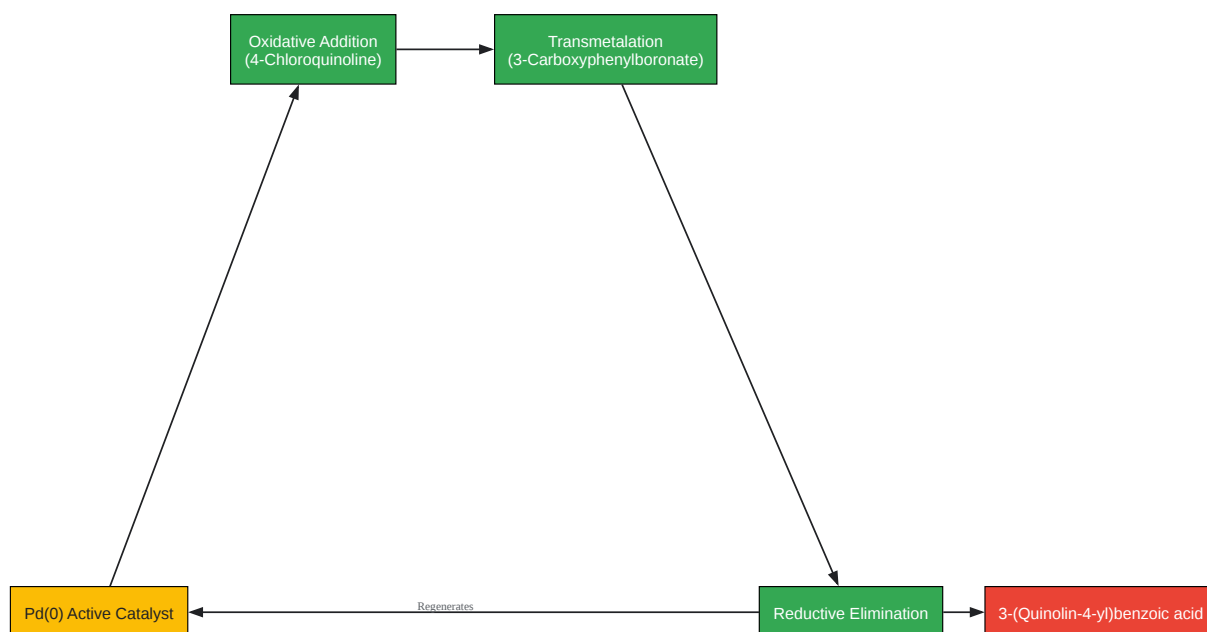 Oxidative Addition
(4-Chloroquinoline)
Transmetalation
(3-Carboxyphenylboronate)
Pd(0) Active Catalyst
Regenerates
Reductive Elimination
3-(Quinolin-4-yl)benzoic acid